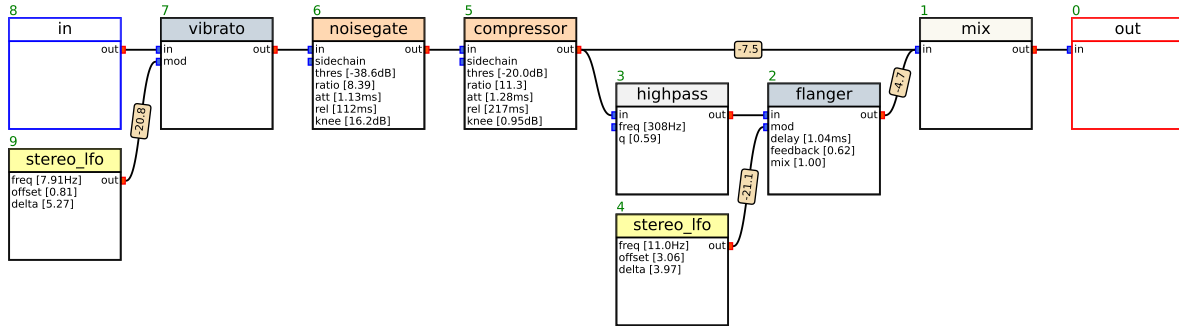 8
in
out
7
vibrato
in out
mod
6
noisegate
in out
sidechain
thres [-38.6dB]
ratio [8.39]
att [1.13ms]
rel [112ms]
knee [16.2dB]
5
compressor
in out
sidechain
thres [-20.0dB]
ratio [11.3]
att [1.28ms]
rel [217ms]
knee [0.95dB]
-7.5
1
mix
in out
0
out
in
-20.8
3
highpass
in out
freq [308Hz]
q [0.59]
2
flanger
in out
mod
delay [1.04ms]
feedback [0.62]
mix [1.00]
-4.7
9
stereo_lfo
freq [7.91Hz] out
offset [0.81]
delta [5.27]
-21.1
4
stereo_lfo
freq [11.0Hz] out
offset [3.06]
delta [3.97]